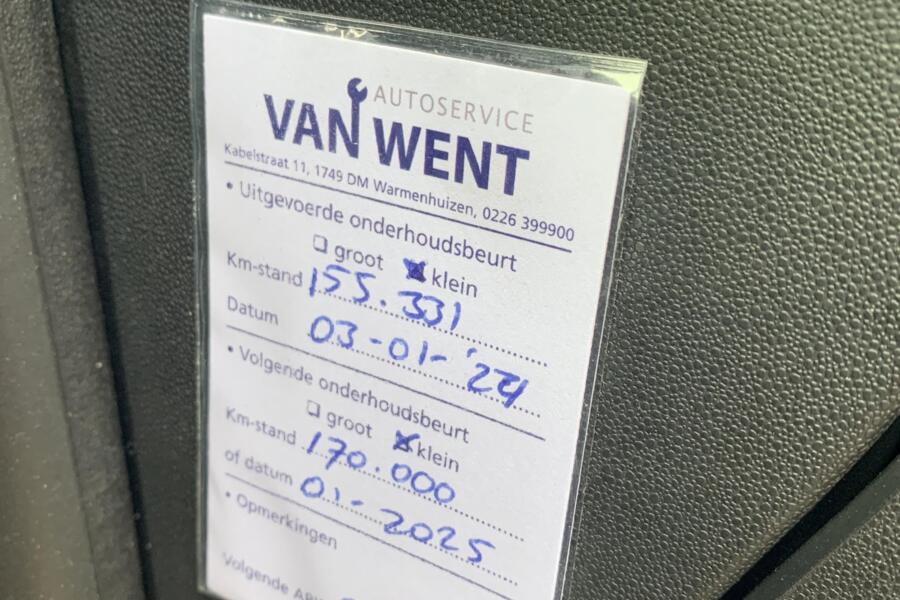 AUTOSERVICE
VAN WENT
Kabelstraat 11, 1749 DM Warmenhuizen, 0226 399900
• Uitgevoerde onderhoudsbeurt
❑ groot ☒ klein
Km-stand 155.331
Datum 03-01-'24
• Volgende onderhoudsbeurt
❑ groot ☒ klein
Km-stand 170.000
of datum 01-2025
• Opmerkingen
Volgende APK